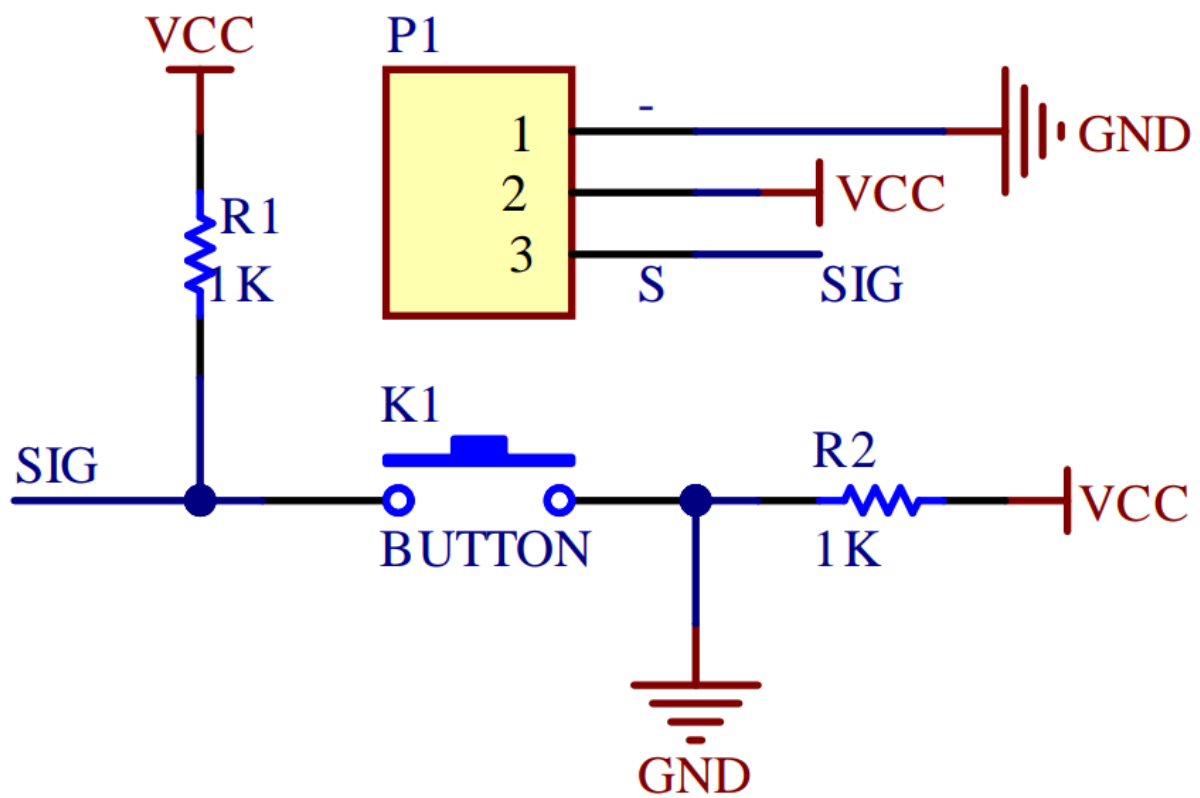 VCC
P1
1
-
GND
R1
1K
2
VCC
3
S
SIG
K1
SIG
R2
VCC
BUTTON
1K
GND